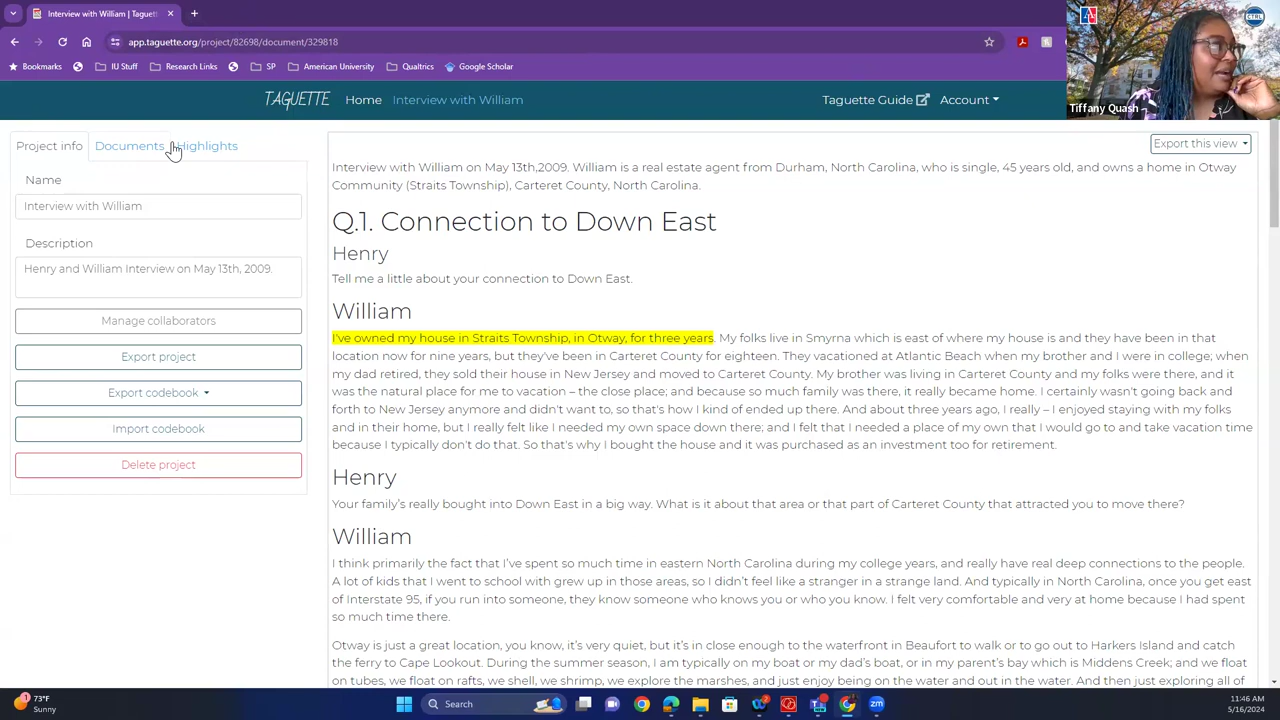 Interview with William | Taguett
app.taguette.org/project/82698/document/329818
Bookmarks IU Stuff Research Links SP American University Qualtrics Google Scholar
CTRL
Tiffany Quash
TAGUETTE Home Interview with William Taguette Guide Account
Project info Documents Highlights
Export this view
Name
Interview with William
Description
Henry and William Interview on May 13th, 2009.
Manage collaborators
Export project
Export codebook
Import codebook
Delete project
Interview with William on May 13th,2009. William is a real estate agent from Durham, North Carolina, who is single, 45 years old, and owns a home in Otway
Community (Straits Township), Carteret County, North Carolina.
Q.1. Connection to Down East
Henry
Tell me a little about your connection to Down East.
William
I've owned my house in Straits Township, in Otway, for three years. My folks live in Smyrna which is east of where my house is and they have been in that
location now for nine years, but they've been in Carteret County for eighteen. They vacationed at Atlantic Beach when my brother and I were in college; when
my dad retired, they sold their house in New Jersey and moved to Carteret County. My brother was living in Carteret County and my folks were there, and it
was the natural place for me to vacation – the close place; and because so much family was there, it really became home. I certainly wasn't going back and
forth to New Jersey anymore and didn't want to, so that's how I kind of ended up there. And about three years ago, I really – I enjoyed staying with my folks
and in their home, but I really felt like I needed my own space down there; and I felt that I needed a place of my own that I would go to and take vacation time
because I typically don't do that. So that's why I bought the house and it was purchased as an investment too for retirement.
Henry
Your family's really bought into Down East in a big way. What is it about that area or that part of Carteret County that attracted you to move there?
William
I think primarily the fact that I've spent so much time in eastern North Carolina during my college years, and really have real deep connections to the people.
A lot of kids that I went to school with grew up in those areas, so I didn't feel like a stranger in a strange land. And typically in North Carolina, once you get east
of Interstate 95, if you run into someone, they know someone who knows you or who you know. I felt very comfortable and very at home because I had spent
so much time there.
Otway is just a great location, you know, it's very quiet, but it's in close enough to the waterfront in Beaufort to walk or to go out to Harkers Island and catch
the ferry to Cape Lookout. During the summer season, I am typically on my boat or my dad's boat, or in my parent's bay which is Middens Creek; and we float
on tubes, we float on rafts, we shell, we shrimp, we explore the marshes, and just enjoy being on the water and out in the water. And then just exploring all of
73°F
Sunny
Search
11:46 AM
5/16/2024